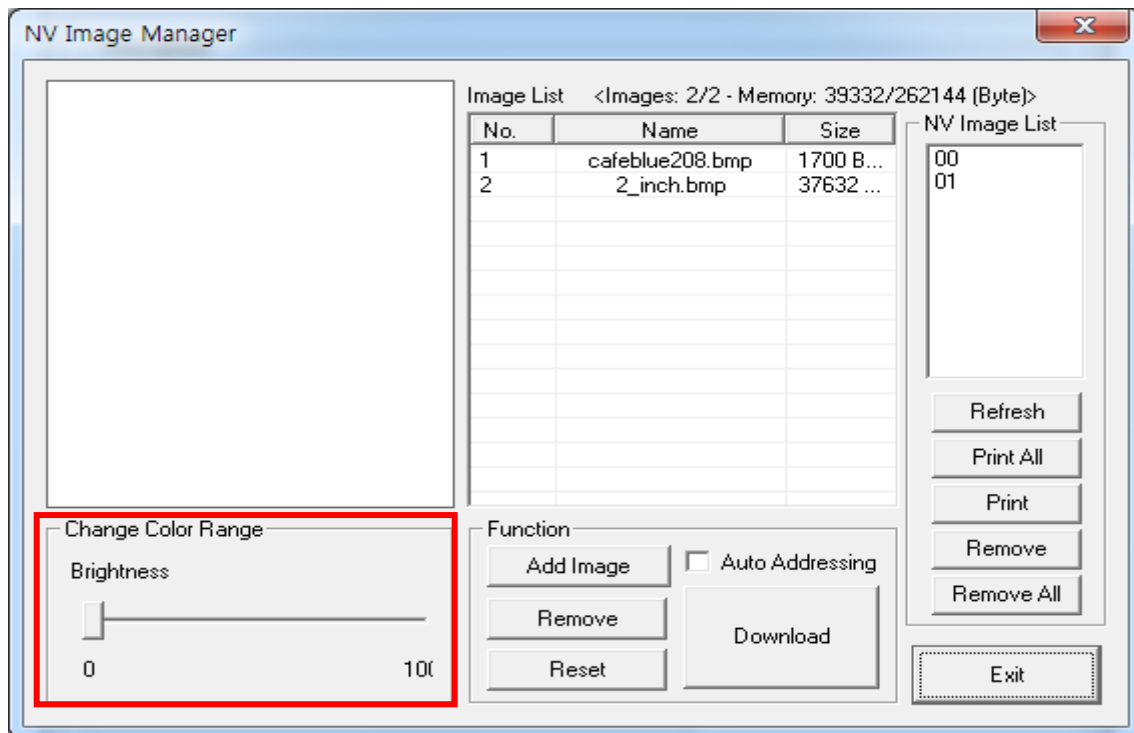 NV Image Manager
Image List <Images: 2/2 - Memory: 39332/262144 (Byte)>
No. Name Size
1 cafeblue208.bmp 1700 B...
2 2_inch.bmp 37632 ...
NV Image List
00
01
Refresh
Print All
Print
Remove
Remove All
Change Color Range
Brightness
0 100
Function
Add Image
Auto Addressing
Remove
Download
Reset
Exit